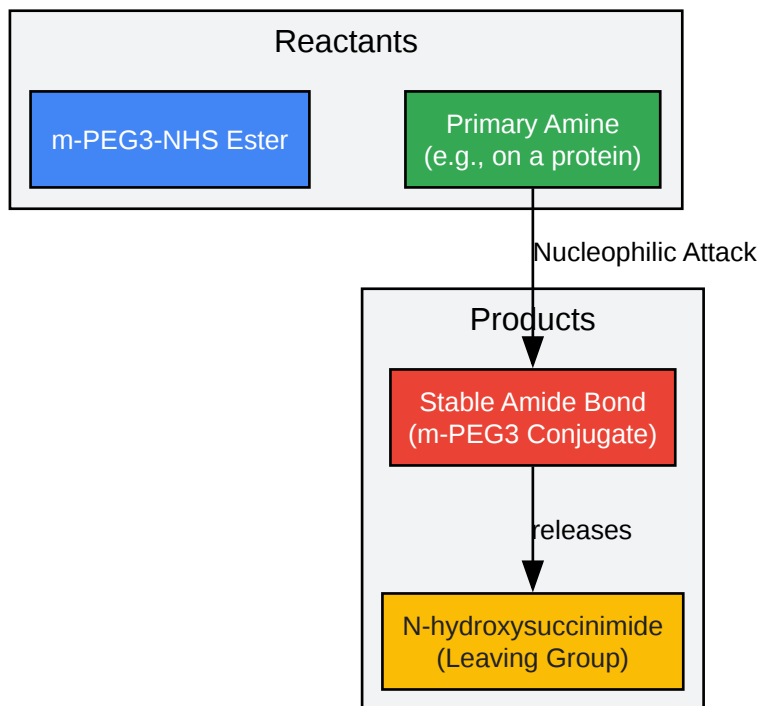 Reactants
m-PEG3-NHS Ester
Primary Amine
(e.g., on a protein)
Nucleophilic Attack
Products
Stable Amide Bond
(m-PEG3 Conjugate)
releases
N-hydroxysuccinimide
(Leaving Group)